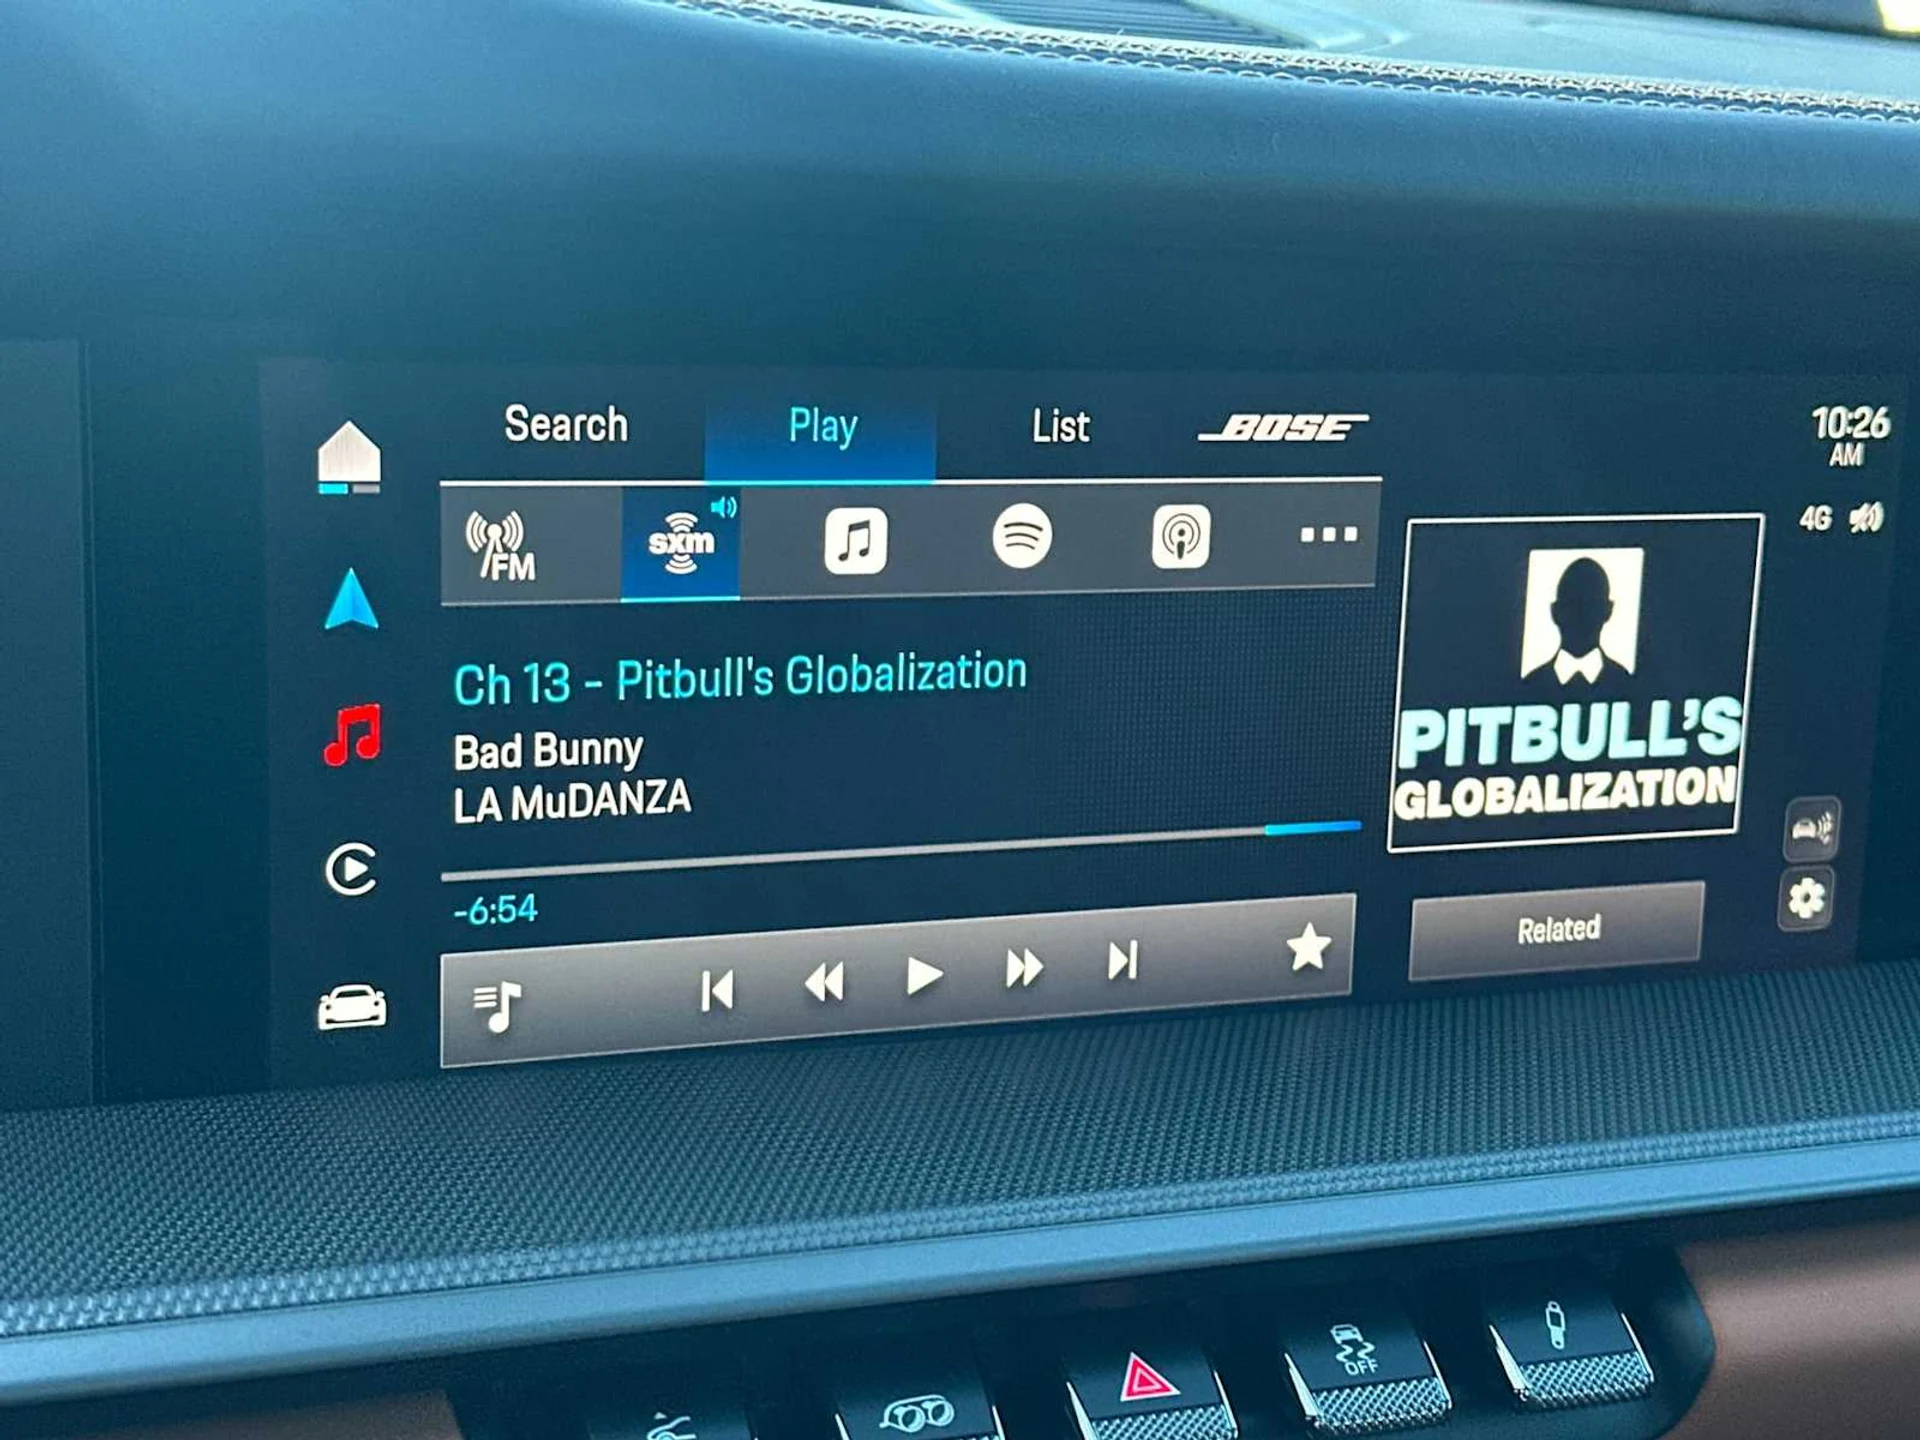 Search
Play
List
BOSE
10:26
AM
FM
sxm
4G
Ch 13 - Pitbull's Globalization
Bad Bunny
LA MuDANZA
PITBULL'S
GLOBALIZATION
-6:54
Related
OFF